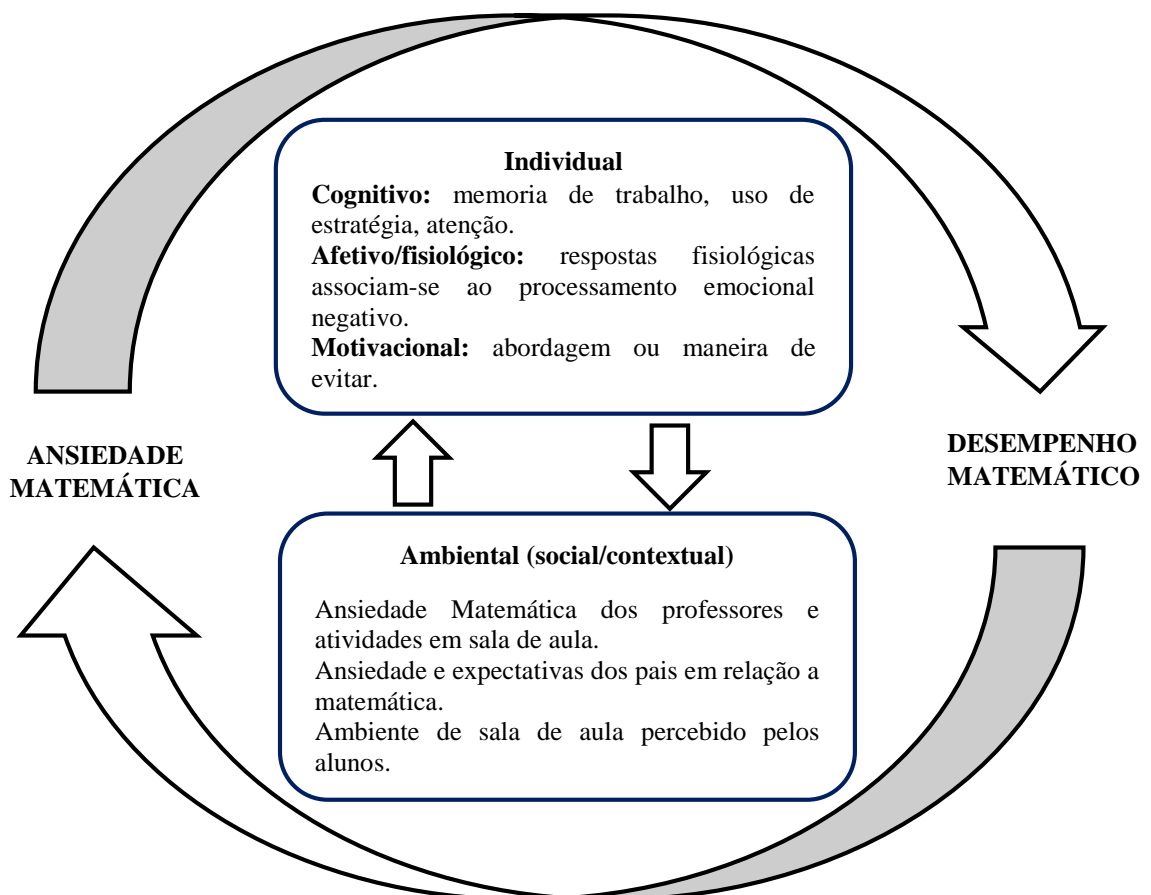 Individual
Cognitivo: memoria de trabalho, uso de
estratégia, atenção.
Afetivo/fisiológico: respostas fisiológicas
associam-se ao processamento emocional
negativo.
Motivacional: abordagem ou maneira de
evitar.
ANSIEDADE
MATEMÁTICA
DESEMPENHO
MATEMÁTICO
Ambiental (social/contextual)
Ansiedade Matemática dos professores e
atividades em sala de aula.
Ansiedade e expectativas dos pais em relação a
matemática.
Ambiente de sala de aula percebido pelos
alunos.